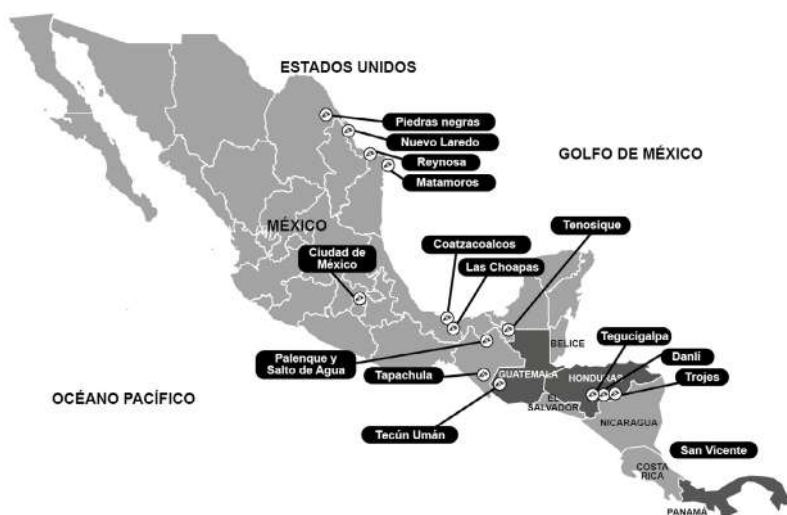 ESTADOS UNIDOS
Piedras negras
Nuevo Laredo
Reynosa
Matamoros
GOLFO DE MÉXICO
MÉXICO
Ciudad de
México
Coatzacoalcos
Las Choapas
Tenosique
BELICE
Palenque y
Salto de Agua
Tapachula
Tecún Umán
GUATEMALA
HONDURAS
Tegucigalpa
Danlí
Trojes
EL
SALVADOR
NICARAGUA
OCÉANO PACÍFICO
San Vicente
COSTA
RICA
PANAMÁ